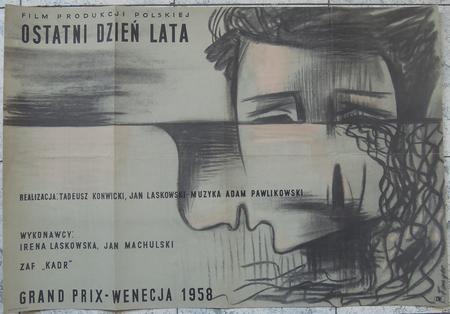 FILM PRODUKCJI POLSKIEJ
OSTATNI DZIEŃ LATA
REALIZACJA: TADEUSZ KONWICKI, JAN LASKOWSKI - MUZYKA ADAM PAWLIKOWSKI
WYKONAWCY:
IRENA LASKOWSKA, JAN MACHULSKI
ZAF „KADR"
GRAND PRIX - WENECJA 1958